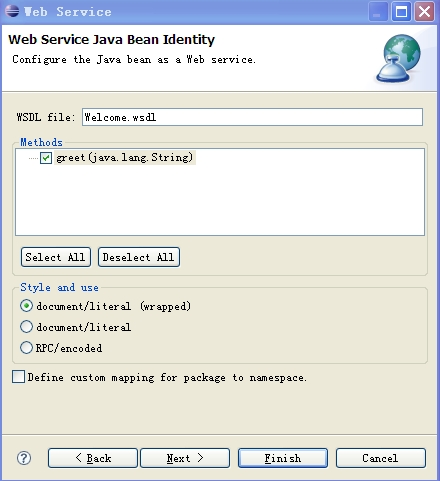 Web Service
Web Service Java Bean Identity
Configure the Java bean as a Web service.
WSDL file: Welcome.wsdl
Methods
greet(java.lang.String)
Select All Deselect All
Style and use
document/literal (wrapped)
document/literal
RPC/encoded
Define custom mapping for package to namespace.
? < Back Next > Finish Cancel